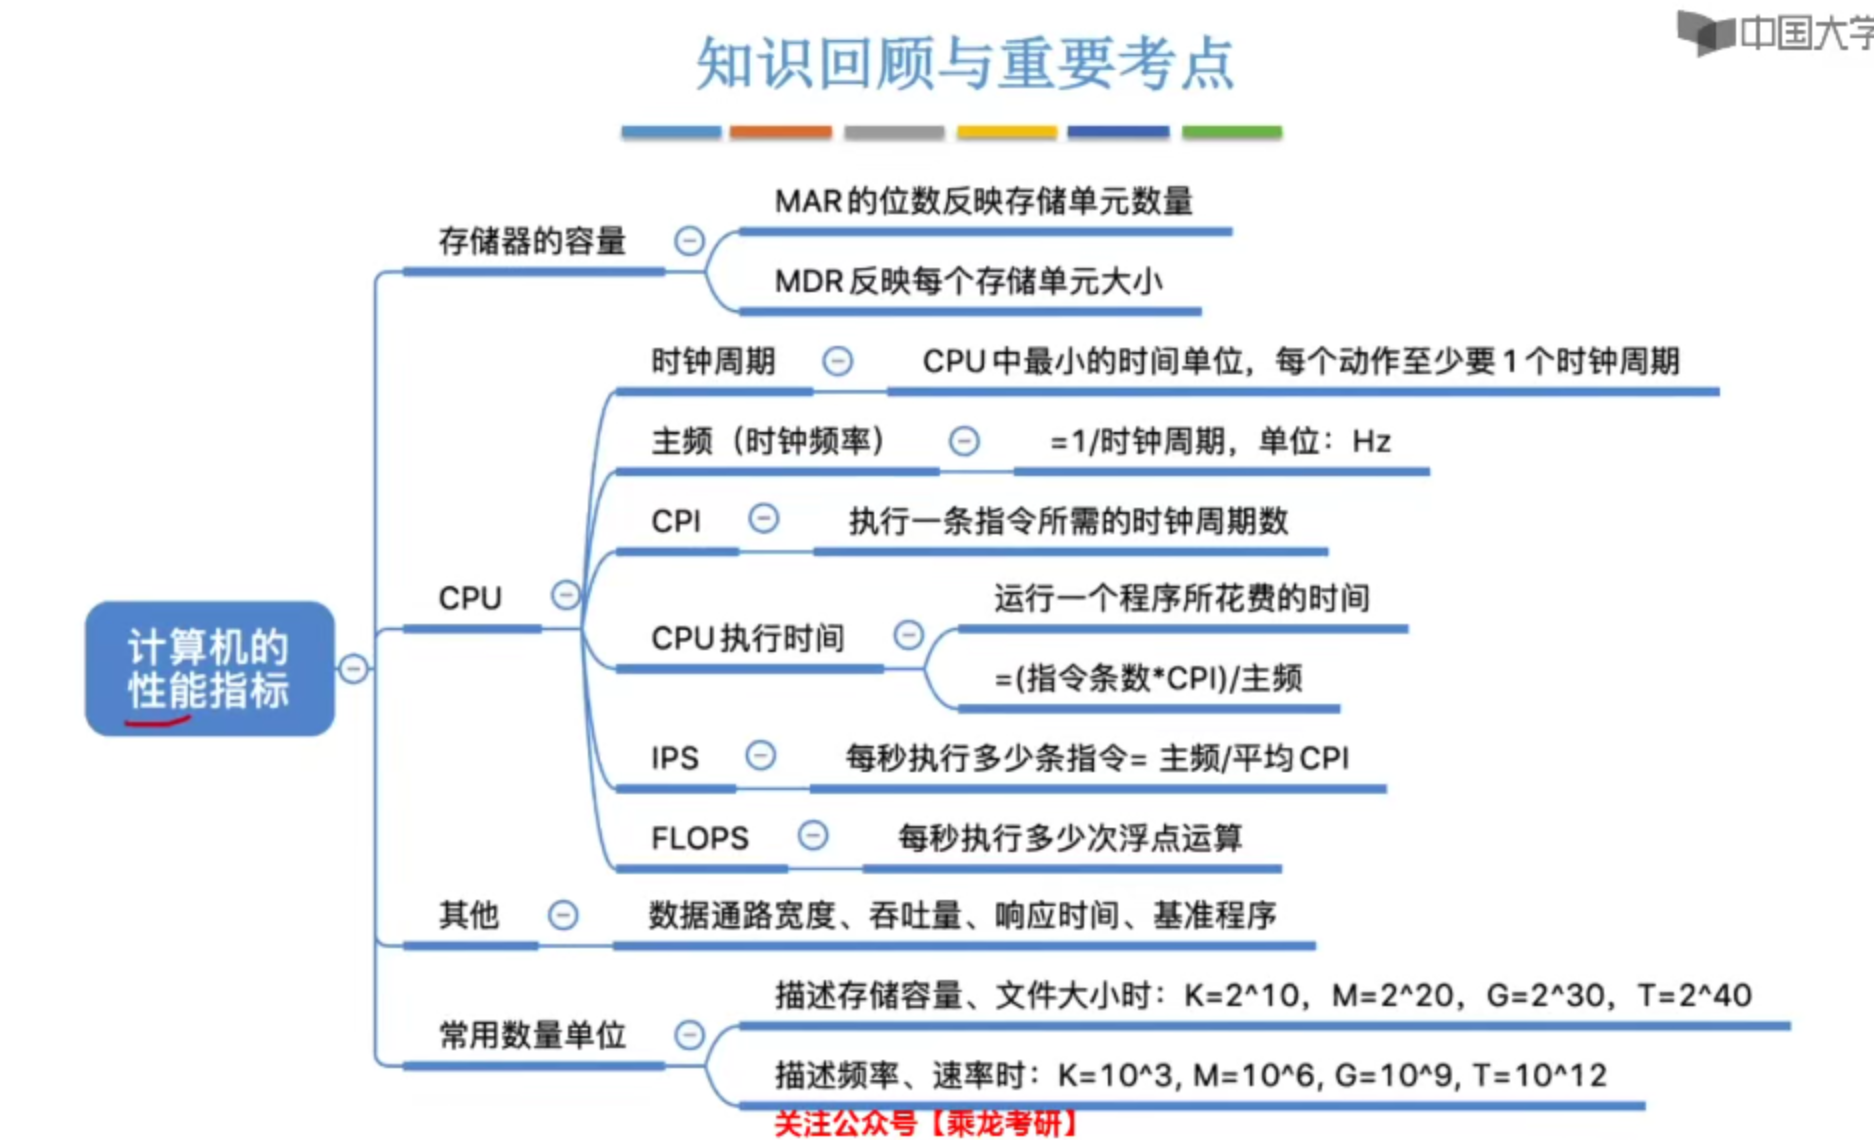 中国大学
知识回顾与重要考点
存储器的容量
MAR的位数反映存储单元数量
MDR反映每个存储单元大小
时钟周期
CPU中最小的时间单位，每个动作至少要1个时钟周期
主频（时钟频率）
=1/时钟周期，单位：Hz
CPI
执行一条指令所需的时钟周期数
CPU
CPU执行时间
运行一个程序所花费的时间
=(指令条数*CPI)/主频
计算机的
性能指标
IPS
每秒执行多少条指令= 主频/平均CPI
FLOPS
每秒执行多少次浮点运算
其他
数据通路宽度、吞吐量、响应时间、基准程序
常用数量单位
描述存储容量、文件大小时：K=2^10，M=2^20，G=2^30，T=2^40
描述频率、速率时：K=10^3, M=10^6, G=10^9, T=10^12
关注公众号【乘龙考研】